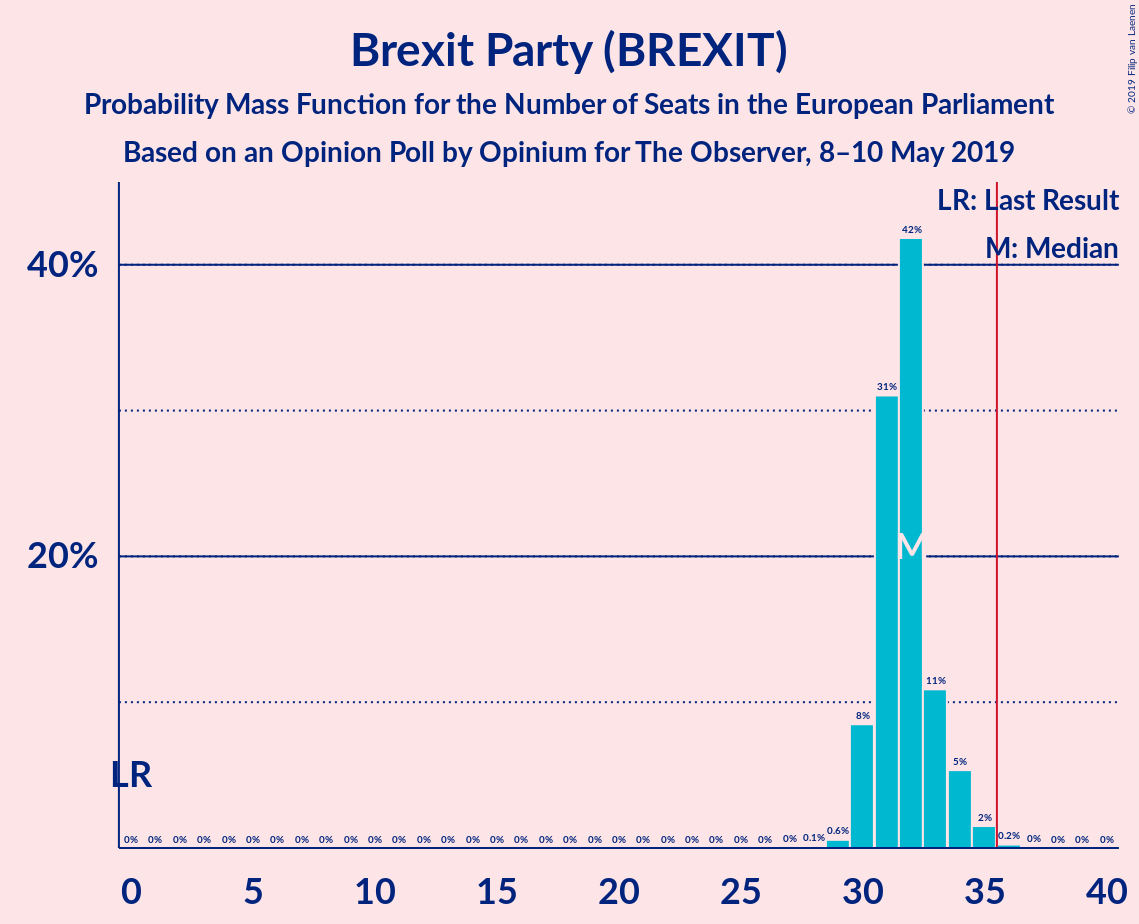 Brexit Party (BREXIT)
Probability Mass Function for the Number of Seats in the European Parliament
Based on an Opinion Poll by Opinium for The Observer, 8–10 May 2019
© 2019 Filip van Laenen
LR: Last Result
M: Median
40%
20%
42%
31%
M
11%
8%
5%
2%
LR
0% 0% 0% 0% 0% 0% 0% 0% 0% 0% 0% 0% 0% 0% 0% 0% 0% 0% 0% 0% 0% 0% 0% 0% 0% 0% 0% 0% 0.1% 0.6% 0.2% 0% 0% 0% 0%
0 5 10 15 20 25 30 35 40